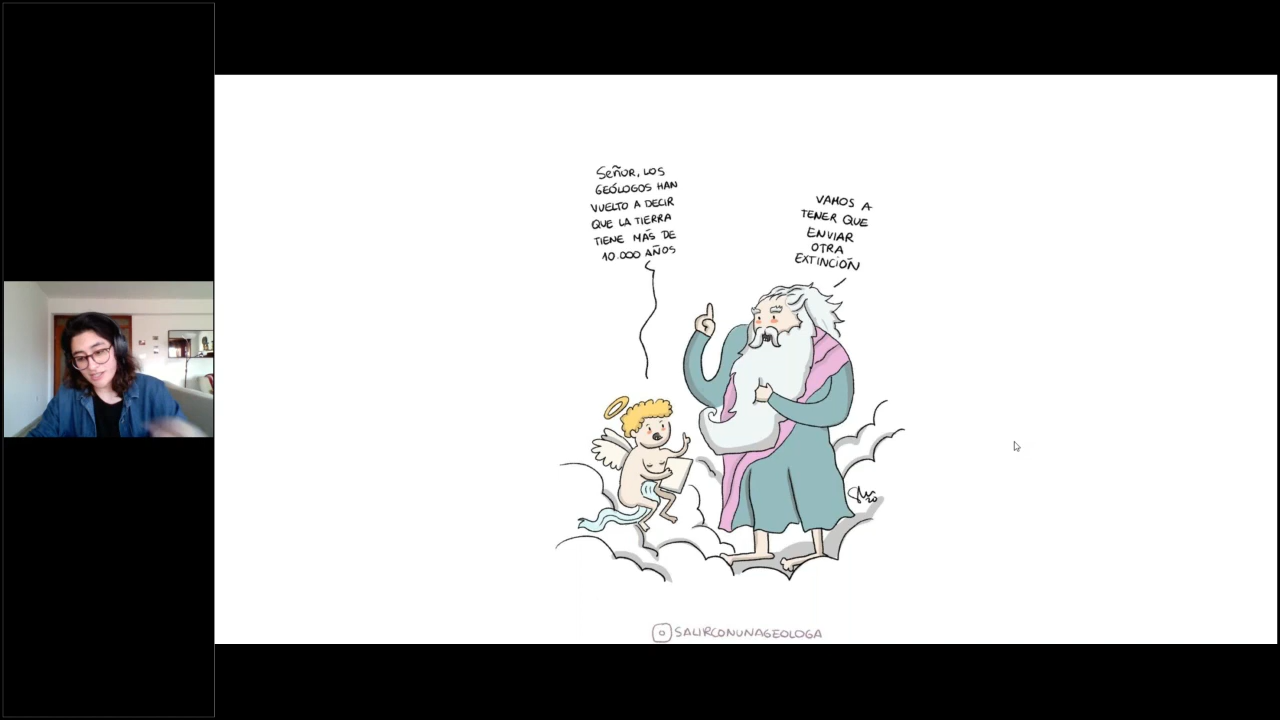 SEÑOR, LOS
GEÓLOGOS HAN
VUELTO A DECIR
QUE LA TIERRA
TIENE MÁS DE
10.000 AÑOS
VAMOS A
TENER QUE
ENVIAR
OTRA
EXTINCIÓN
SALIRCONUNAGEOLOGA